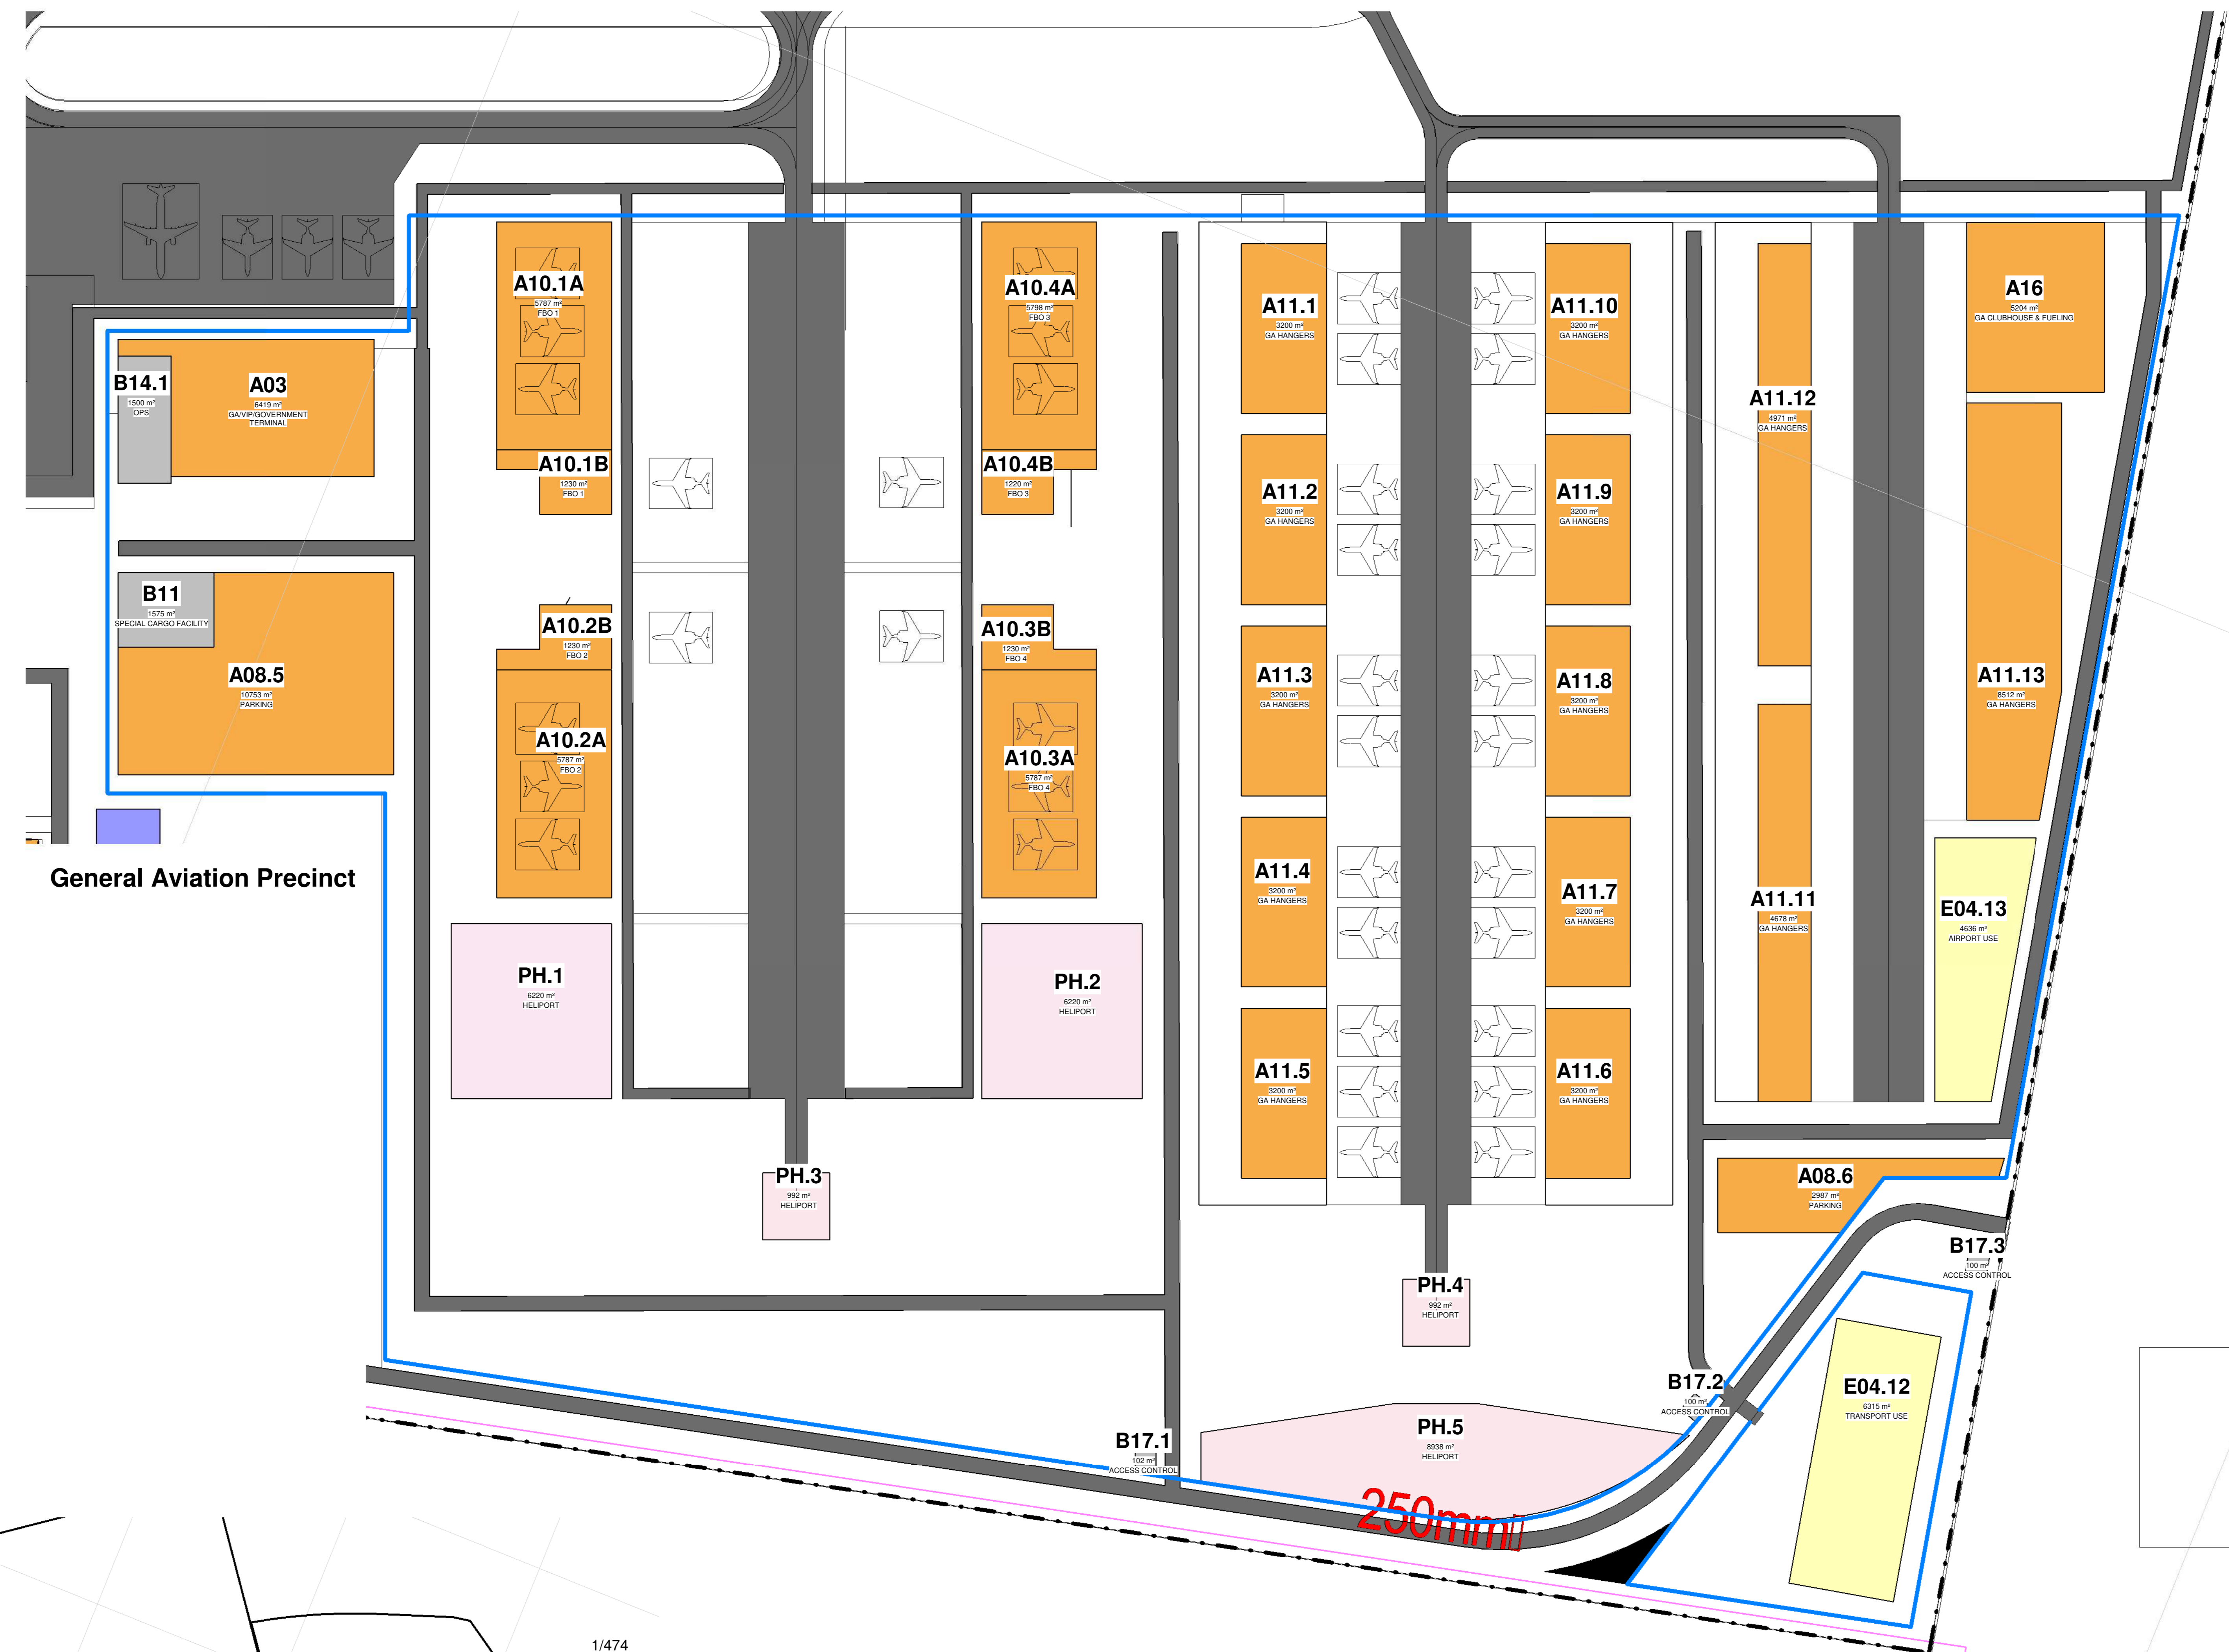 A10.1A
5787 m²
FBO 1
A10.4A
5798 m²
FBO 3
A11.1
3200 m²
GA HANGERS
A11.10
3200 m²
GA HANGERS
A16
5204 m²
GA CLUBHOUSE & FUELING
B14.1
1500 m²
OPS
A03
6419 m²
GA/VIP/GOVERNMENT
TERMINAL
A11.12
4971 m²
GA HANGERS
A10.1B
1230 m²
FBO 1
A10.4B
1220 m²
FBO 3
A11.2
3200 m²
GA HANGERS
A11.9
3200 m²
GA HANGERS
B11
1575 m²
SPECIAL CARGO FACILITY
A10.2B
1230 m²
FBO 2
A10.3B
1230 m²
FBO 4
A08.5
10753 m²
PARKING
A11.3
3200 m²
GA HANGERS
A11.8
3200 m²
GA HANGERS
A11.13
8512 m²
GA HANGERS
A10.2A
5787 m²
FBO 2
A10.3A
5787 m²
FBO 4
General Aviation Precinct
A11.4
3200 m²
GA HANGERS
A11.7
3200 m²
GA HANGERS
A11.11
4678 m²
GA HANGERS
E04.13
4636 m²
AIRPORT USE
PH.1
6220 m²
HELIPORT
PH.2
6220 m²
HELIPORT
A11.5
3200 m²
GA HANGERS
A11.6
3200 m²
GA HANGERS
PH.3
992 m²
HELIPORT
A08.6
2987 m²
PARKING
B17.3
100 m²
ACCESS CONTROL
PH.4
992 m²
HELIPORT
B17.2
100 m²
ACCESS CONTROL
E04.12
6315 m²
TRANSPORT USE
B17.1
102 m²
ACCESS CONTROL
PH.5
8938 m²
HELIPORT
250mm
1/474